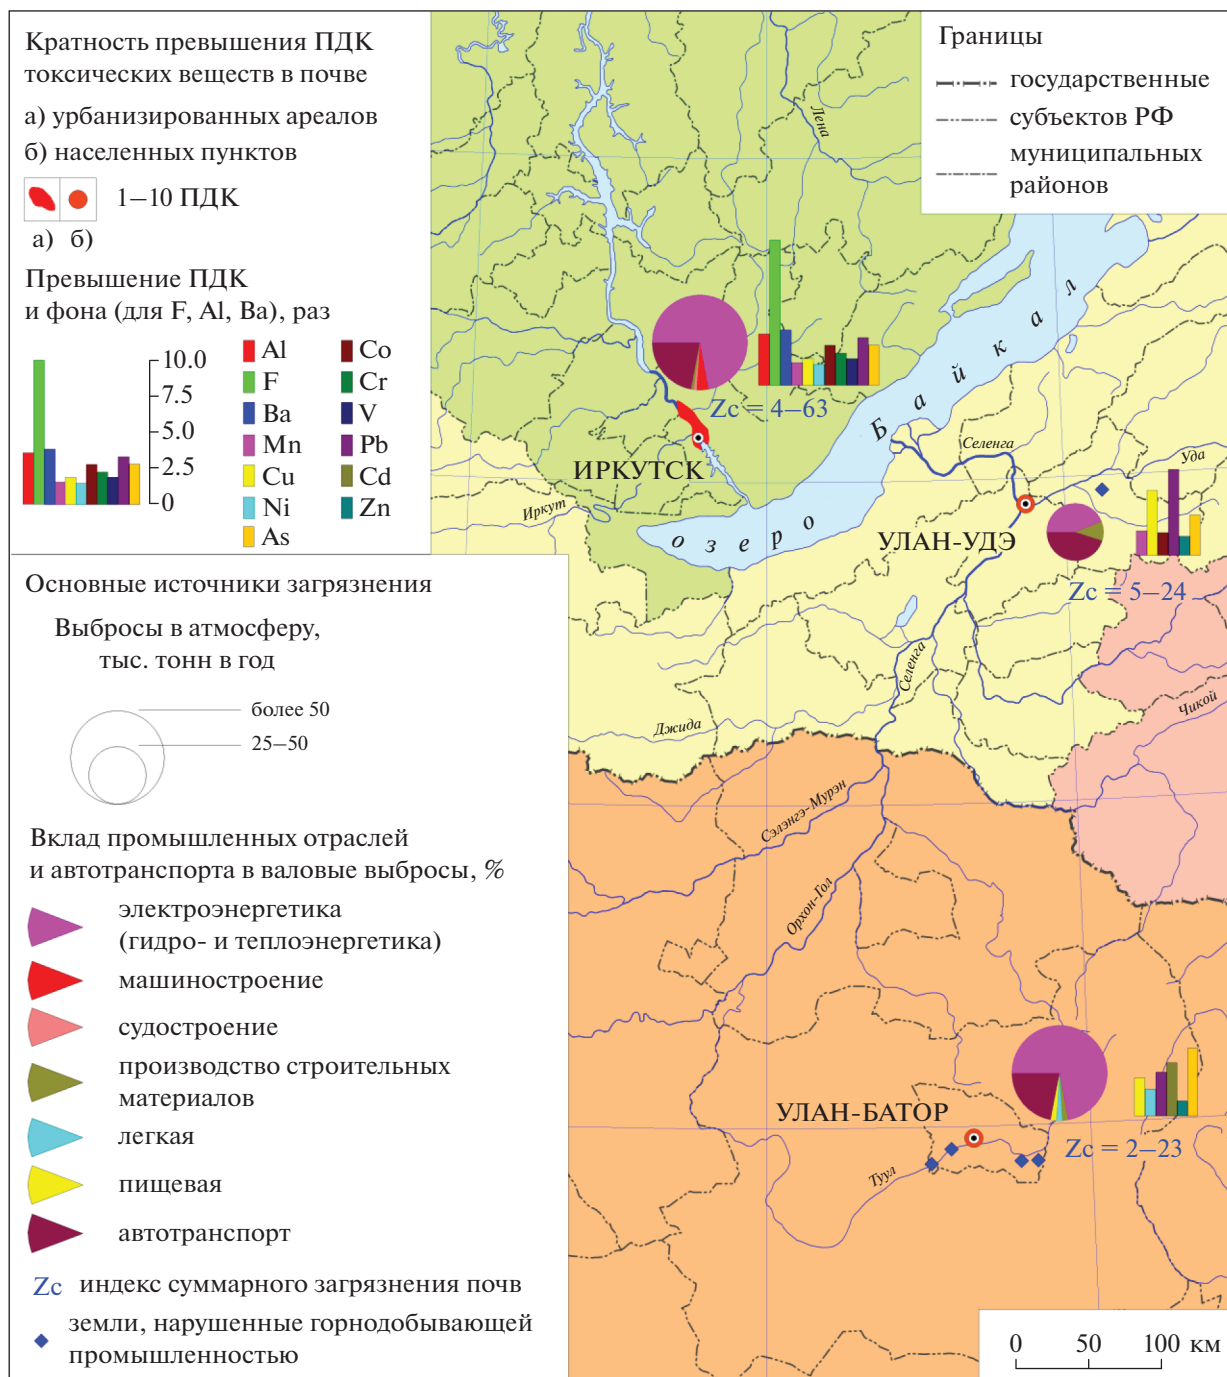 Кратность превышения ПДК
токсических веществ в почве
а) урбанизированных ареалов
б) населенных пунктов
1–10 ПДК
а) б)
Превышение ПДК
и фона (для F, Al, Ba), раз
10.0
7.5
5.0
2.5
0
Al
F
Ba
Mn
Cu
Ni
As
Co
Cr
V
Pb
Cd
Zn
Основные источники загрязнения
Выбросы в атмосферу,
тыс. тонн в год
более 50
25–50
Вклад промышленных отраслей
и автотранспорта в валовые выбросы, %
электроэнергетика
(гидро- и теплоэнергетика)
машиностроение
судостроение
производство строительных
материалов
легкая
пищевая
автотранспорт
Zc индекс суммарного загрязнения почв
земли, нарушенные горнодобывающей
промышленностью
Границы
государственные
субъектов РФ
муниципальных
районов
Лена
Zc = 4–63
ИРКУТСК
Иркут
озеро Байкал
Селенга
Уда
УЛАН-УДЭ
Zc = 5–24
Селенга
Джида
Чикой
Сэлэнгэ-Мурэн
Орхон-Гол
УЛАН-БАТОР
Zc = 2–23
Туул
0 50 100 км